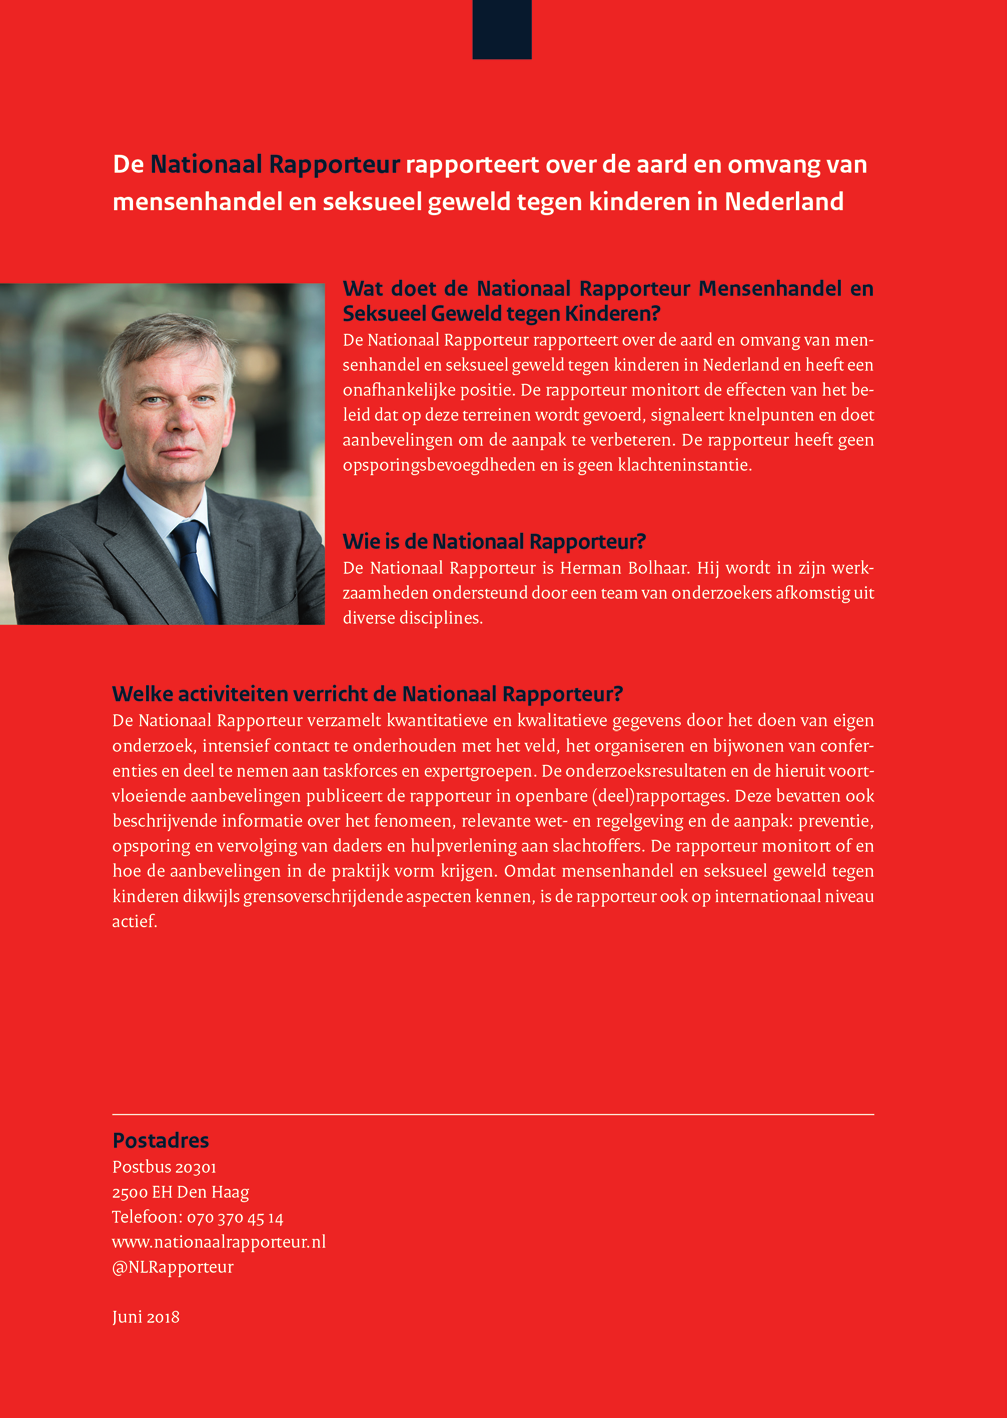 De Nationaal Rapporteur rapporteert over de aard en omvang van
mensenhandel en seksueel geweld tegen kinderen in Nederland
Wat doet de Nationaal Rapporteur Mensenhandel en
Seksueel Geweld tegen Kinderen?
De Nationaal Rapporteur rapporteert over de aard en omvang van men-
senhandel en seksueel geweld tegen kinderen in Nederland en heeft een
onafhankelijke positie. De rapporteur monitort de effecten van het be-
leid dat op deze terreinen wordt gevoerd, signaleert knelpunten en doet
aanbevelingen om de aanpak te verbeteren. De rapporteur heeft geen
opsporingsbevoegdheden en is geen klachteninstantie.
Wie is de Nationaal Rapporteur?
De Nationaal Rapporteur is Herman Bolhaar. Hij wordt in zijn werk-
zaamheden ondersteund door een team van onderzoekers afkomstig uit
diverse disciplines.
Welke activiteiten verricht de Nationaal Rapporteur?
De Nationaal Rapporteur verzamelt kwantitatieve en kwalitatieve gegevens door het doen van eigen
onderzoek, intensief contact te onderhouden met het veld, het organiseren en bijwonen van confer-
enties en deel te nemen aan taskforces en expertgroepen. De onderzoeksresultaten en de hieruit voort-
vloeiende aanbevelingen publiceert de rapporteur in openbare (deel)rapportages. Deze bevatten ook
beschrijvende informatie over het fenomeen, relevante wet- en regelgeving en de aanpak: preventie,
opsporing en vervolging van daders en hulpverlening aan slachtoffers. De rapporteur monitort of en
hoe de aanbevelingen in de praktijk vorm krijgen. Omdat mensenhandel en seksueel geweld tegen
kinderen dikwijls grensoverschrijdende aspecten kennen, is de rapporteur ook op internationaal niveau
actief.
Postadres
Postbus 20301
2500 EH Den Haag
Telefoon: 070 370 45 14
www.nationaalrapporteur.nl
@NLRapporteur
Juni 2018